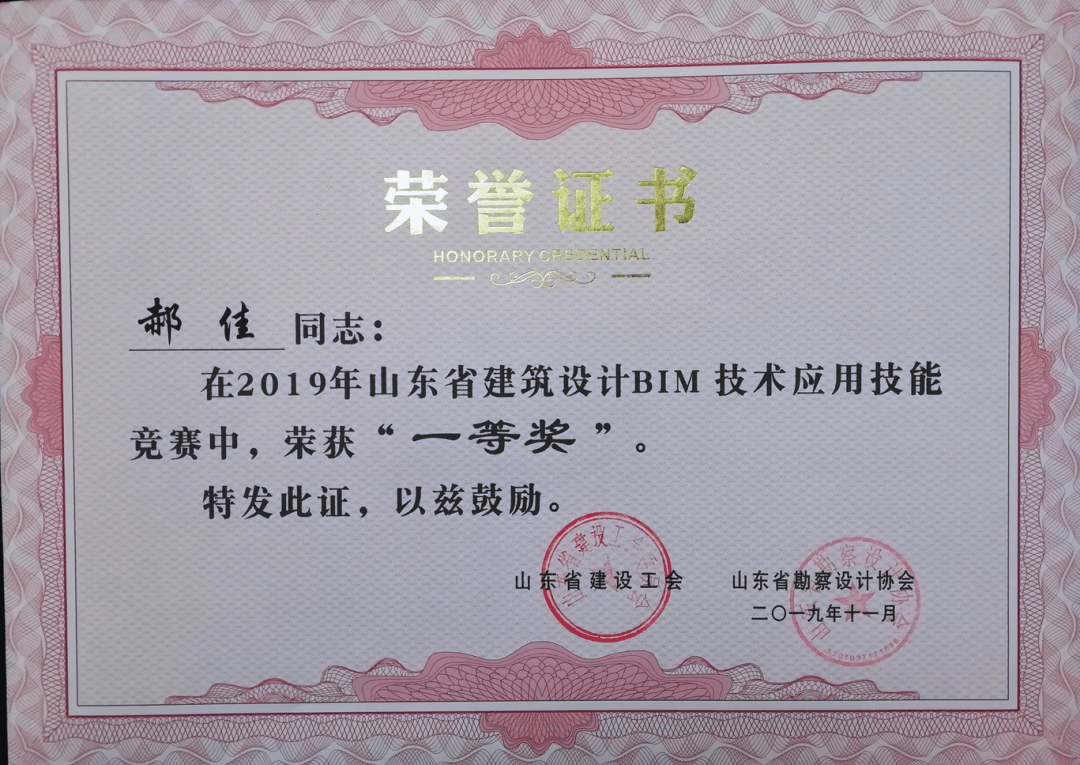 荣誉证书
HONORARY CREDENTIAL
郝 佳 同志：
在2019年山东省建筑设计BIM 技术应用技能
竞赛中，荣获“一等奖”。
特发此证，以兹鼓励。
山东省建设工会 山东省勘察设计协会
二〇一九年十一月